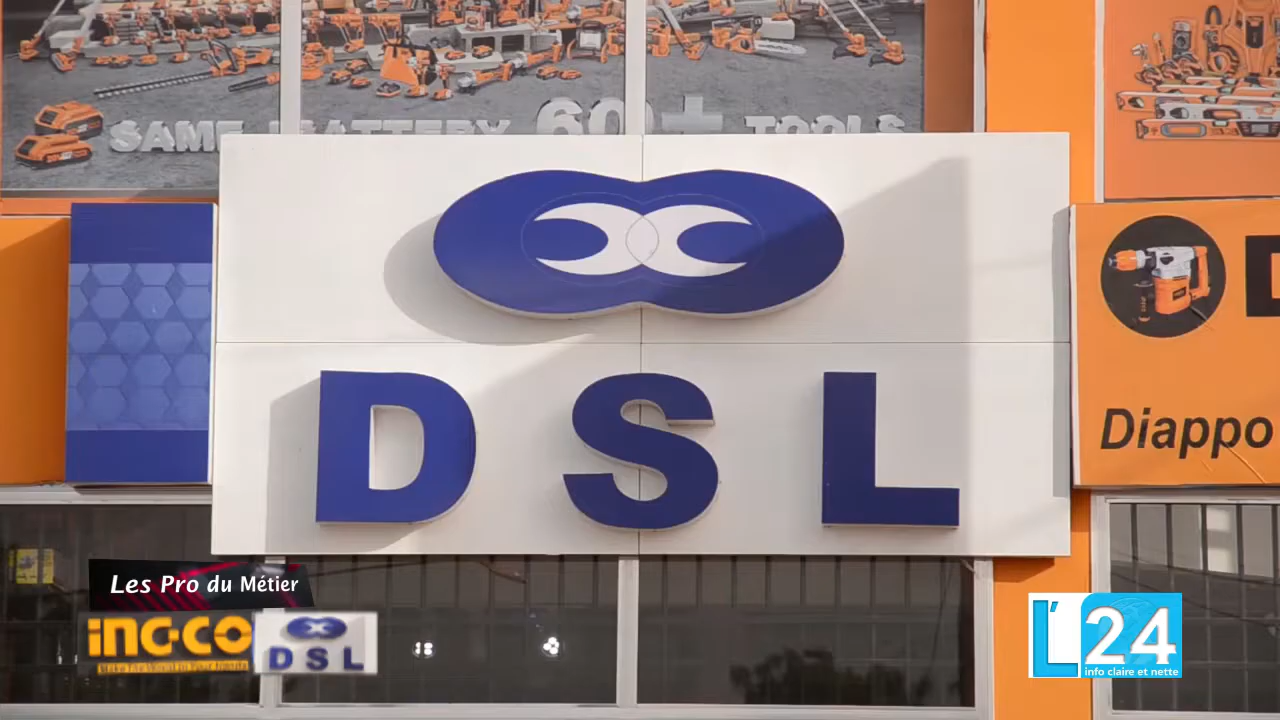 SAME BATTERY 60+ TOOLS
DSL
D
Diappo
Les Pro du Métier
INGCO
DSL
L'24
info claire et nette